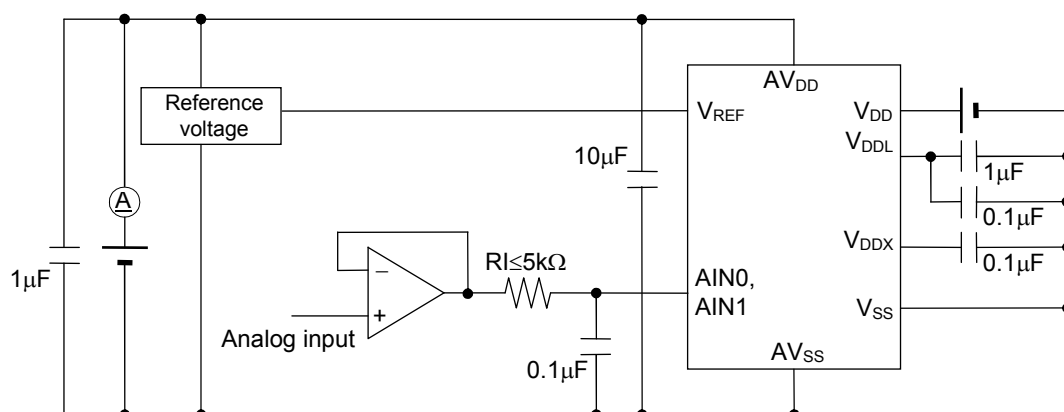 AVDD
Reference
voltage
VREF
VDD
10μF
VDDL
A
1μF
0.1μF
1μF
RI≤5kΩ
VDDX
0.1μF
−
AIN0,
AIN1
+
VSS
Analog input
0.1μF
AVSS